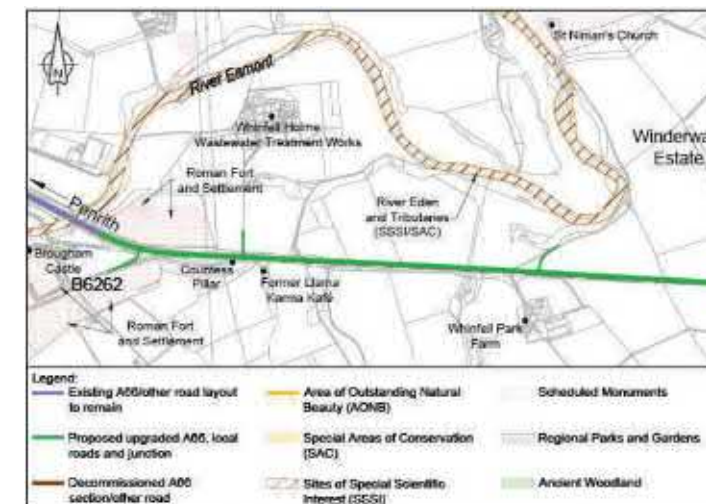 N
River Eamont
St Ninian's Church
Whinfell Holme
Wastewater Treatment Works
Winderwa
Estate
Roman Fort
and Settlement
River Eden
and Tributaries
(SSSI/SAC)
Penrith
Brougham
Castle
B6262
Countess
Pillar
Former Llama
Karma Kafé
Roman Fort
and Settlement
Whinfell Park
Farm
Legend:
Existing A66/other road layout
to remain
Area of Outstanding Natural
Beauty (AONB)
Scheduled Monuments
Proposed upgraded A66, local
roads and junction
Special Areas of Conservation
(SAC)
Regional Parks and Gardens
Decommissioned A66
section/other road
Sites of Special Scientific
Interest (SSSI)
Ancient Woodland